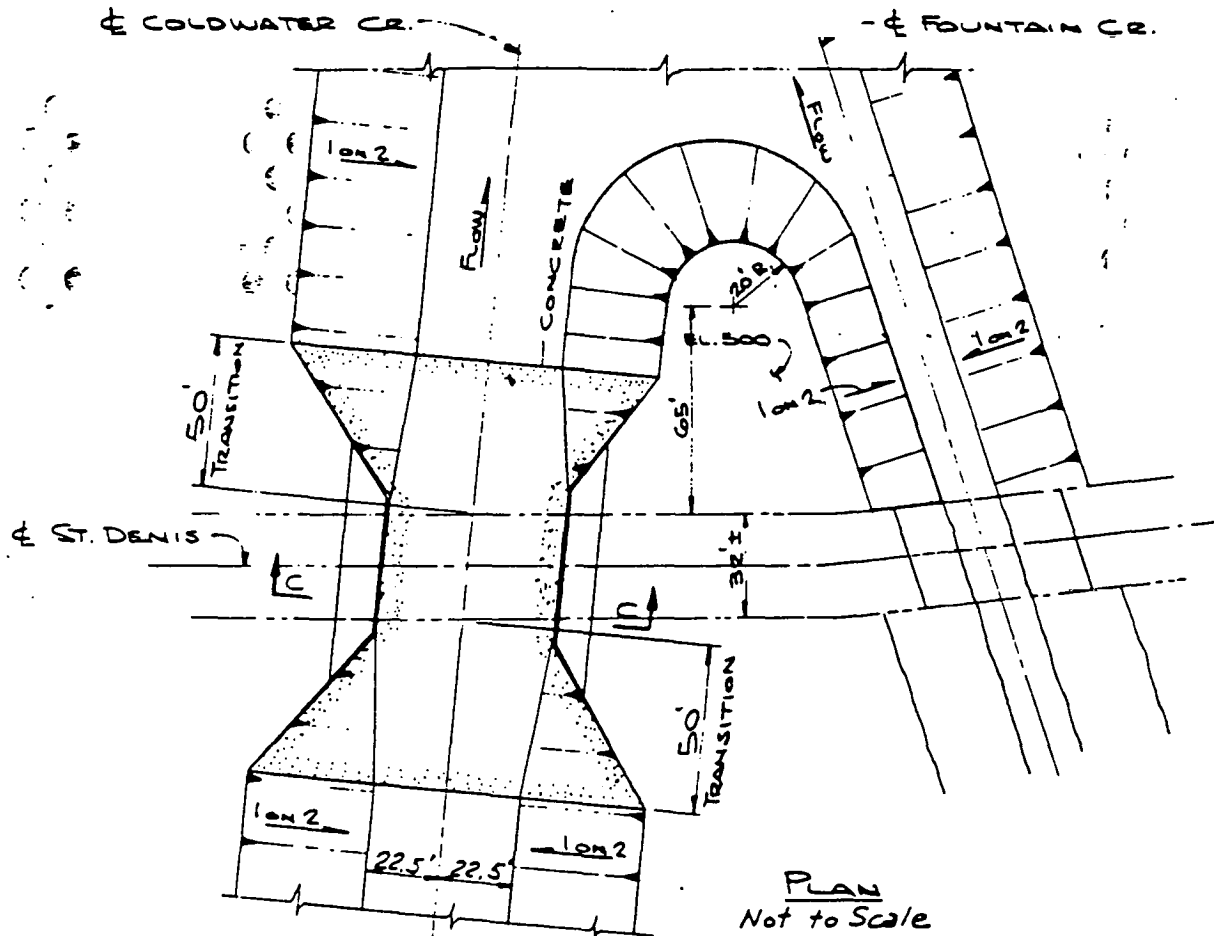 ℄ COLDWATER CR.
℄ FOUNTAIN CR.
FLOW
1 ON 2
FLOW
CONCRETE
20' R.
EL. 500
1 ON 2
1 ON 2
50'
TRANSITION
65'
℄ ST. DENIS
32' ±
C
C
50'
TRANSITION
1 ON 2
1 ON 2
22.5' 22.5'
PLAN
Not to Scale